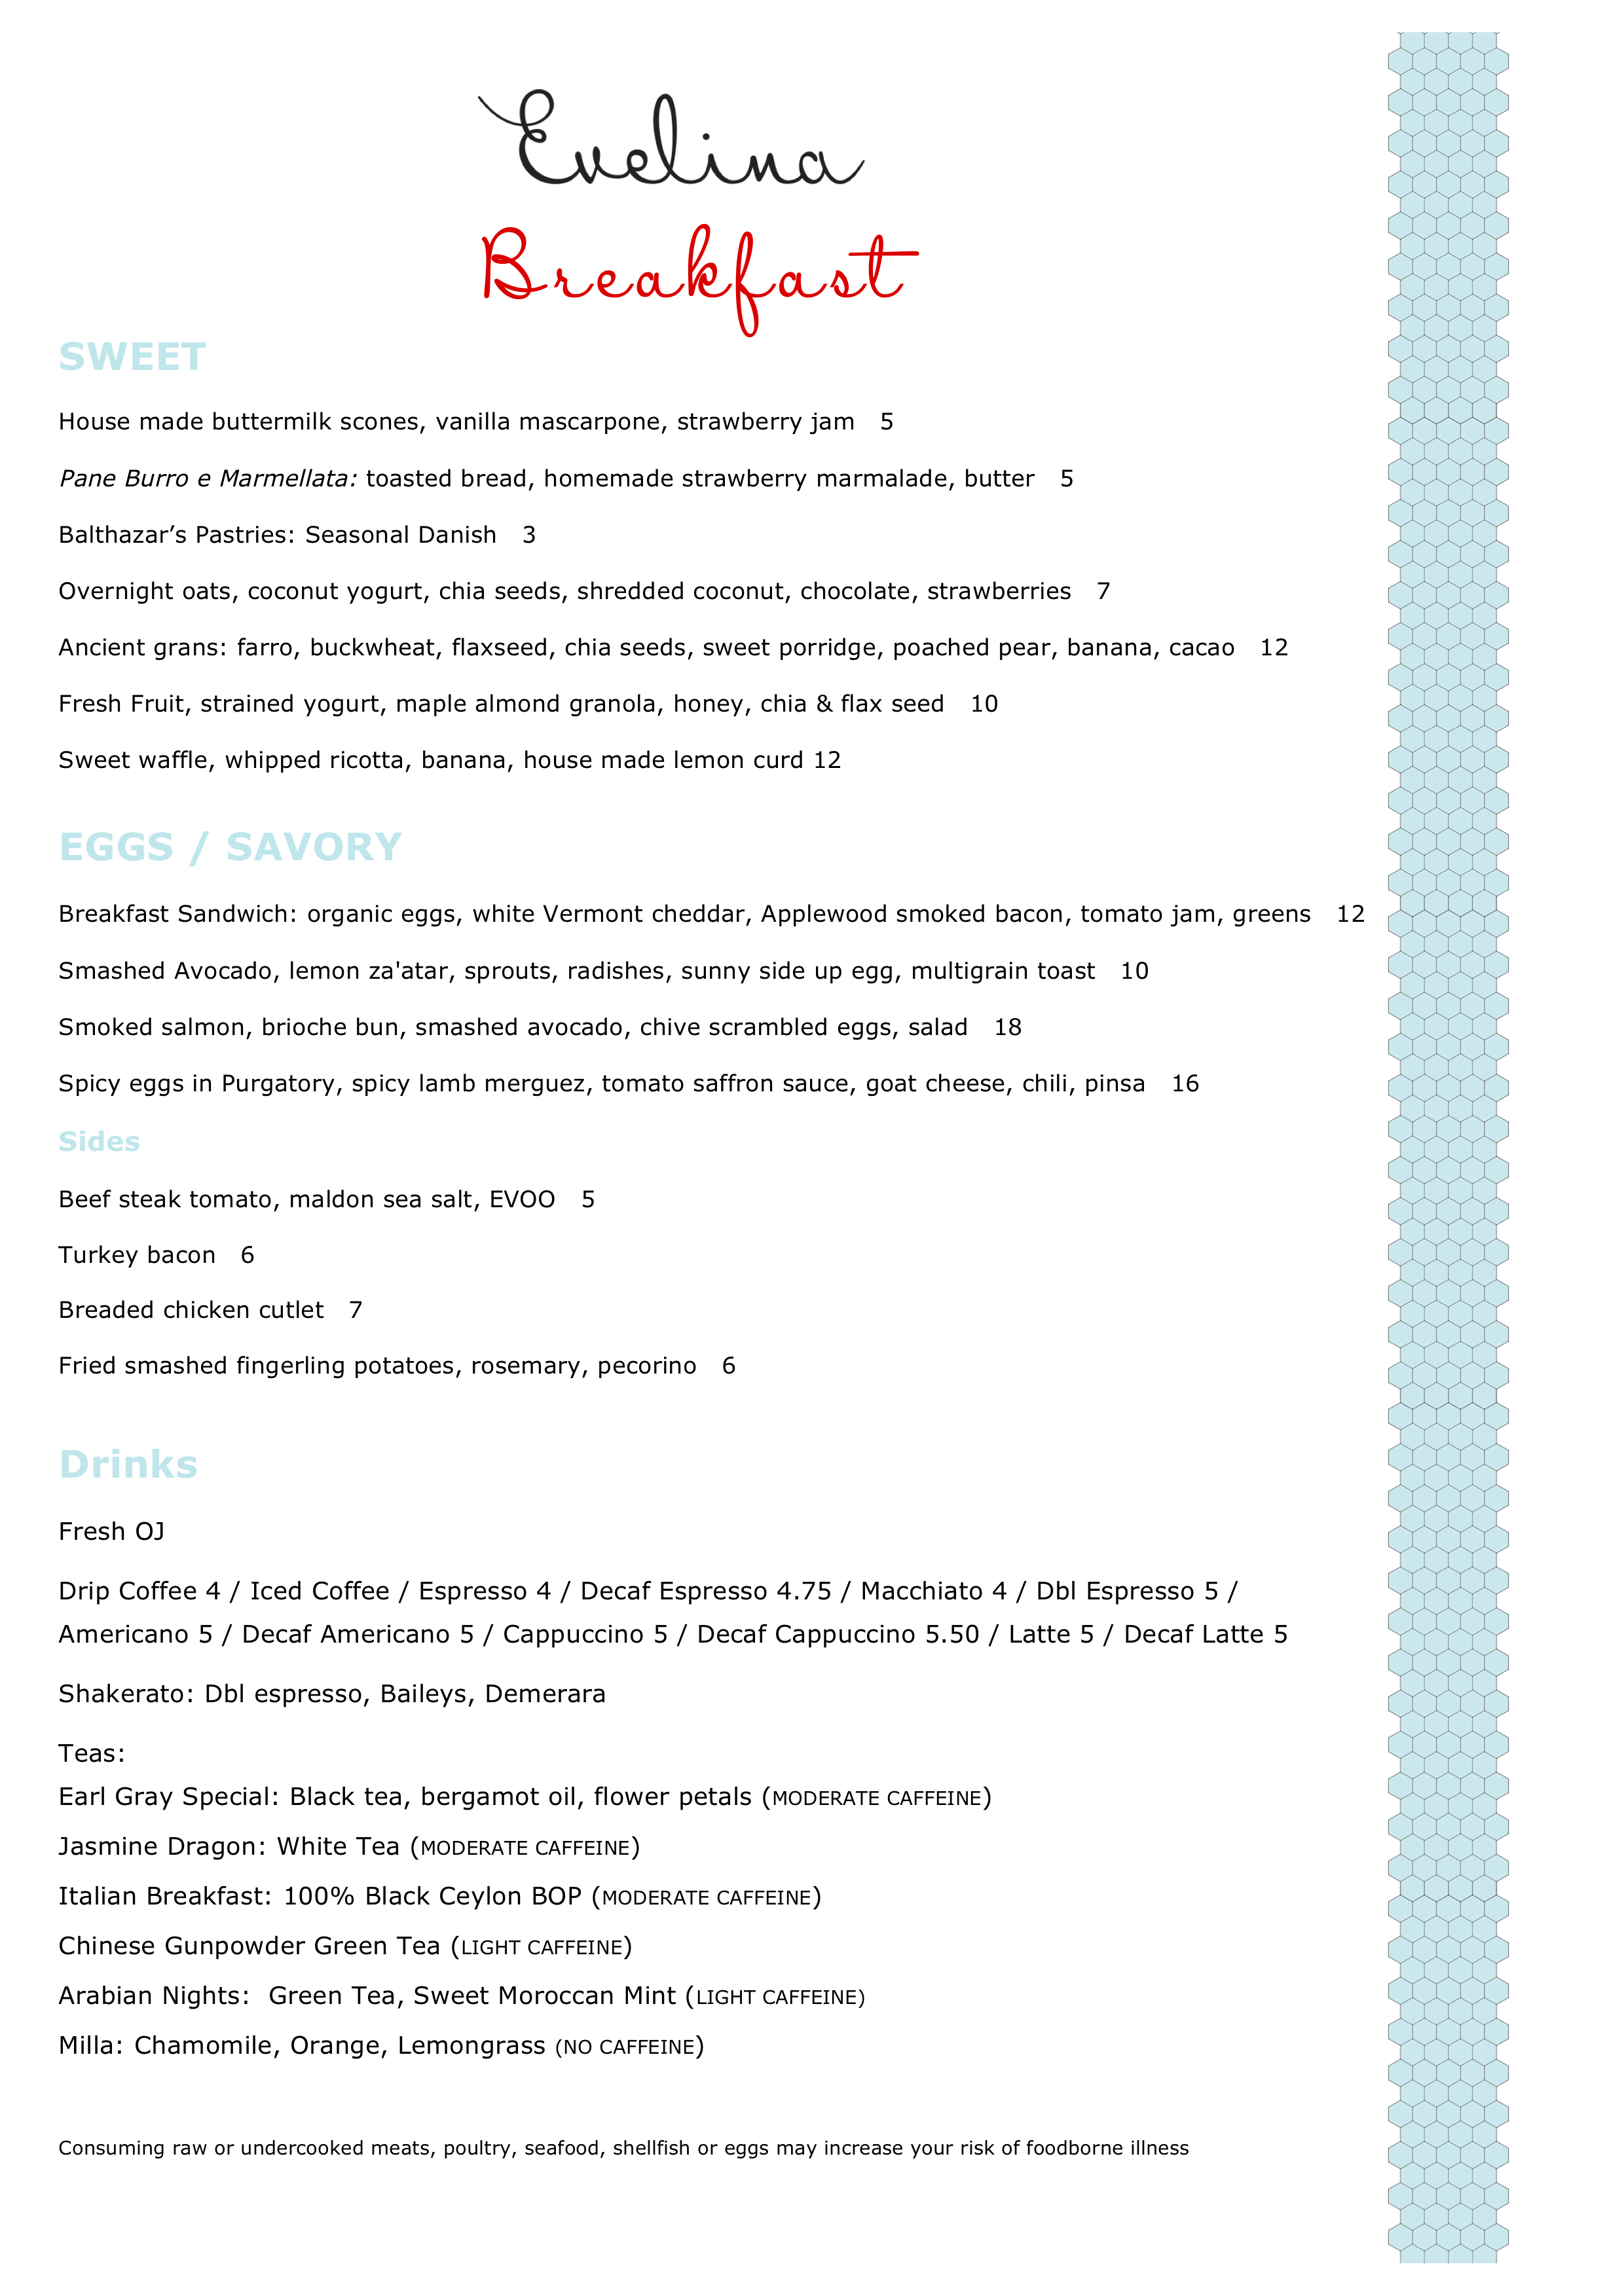 Evelina
Breakfast
SWEET
House made buttermilk scones, vanilla mascarpone, strawberry jam 5
Pane Burro e Marmellata: toasted bread, homemade strawberry marmalade, butter 5
Balthazar’s Pastries: Seasonal Danish 3
Overnight oats, coconut yogurt, chia seeds, shredded coconut, chocolate, strawberries 7
Ancient grans: farro, buckwheat, flaxseed, chia seeds, sweet porridge, poached pear, banana, cacao 12
Fresh Fruit, strained yogurt, maple almond granola, honey, chia & flax seed 10
Sweet waffle, whipped ricotta, banana, house made lemon curd 12
EGGS / SAVORY
Breakfast Sandwich: organic eggs, white Vermont cheddar, Applewood smoked bacon, tomato jam, greens 12
Smashed Avocado, lemon za'atar, sprouts, radishes, sunny side up egg, multigrain toast 10
Smoked salmon, brioche bun, smashed avocado, chive scrambled eggs, salad 18
Spicy eggs in Purgatory, spicy lamb merguez, tomato saffron sauce, goat cheese, chili, pinsa 16
Sides
Beef steak tomato, maldon sea salt, EVOO 5
Turkey bacon 6
Breaded chicken cutlet 7
Fried smashed fingerling potatoes, rosemary, pecorino 6
Drinks
Fresh OJ
Drip Coffee 4 / Iced Coffee / Espresso 4 / Decaf Espresso 4.75 / Macchiato 4 / Dbl Espresso 5 /
Americano 5 / Decaf Americano 5 / Cappuccino 5 / Decaf Cappuccino 5.50 / Latte 5 / Decaf Latte 5
Shakerato: Dbl espresso, Baileys, Demerara
Teas:
Earl Gray Special: Black tea, bergamot oil, flower petals (MODERATE CAFFEINE)
Jasmine Dragon: White Tea (MODERATE CAFFEINE)
Italian Breakfast: 100% Black Ceylon BOP (MODERATE CAFFEINE)
Chinese Gunpowder Green Tea (LIGHT CAFFEINE)
Arabian Nights: Green Tea, Sweet Moroccan Mint (LIGHT CAFFEINE)
Milla: Chamomile, Orange, Lemongrass (NO CAFFEINE)
Consuming raw or undercooked meats, poultry, seafood, shellfish or eggs may increase your risk of foodborne illness